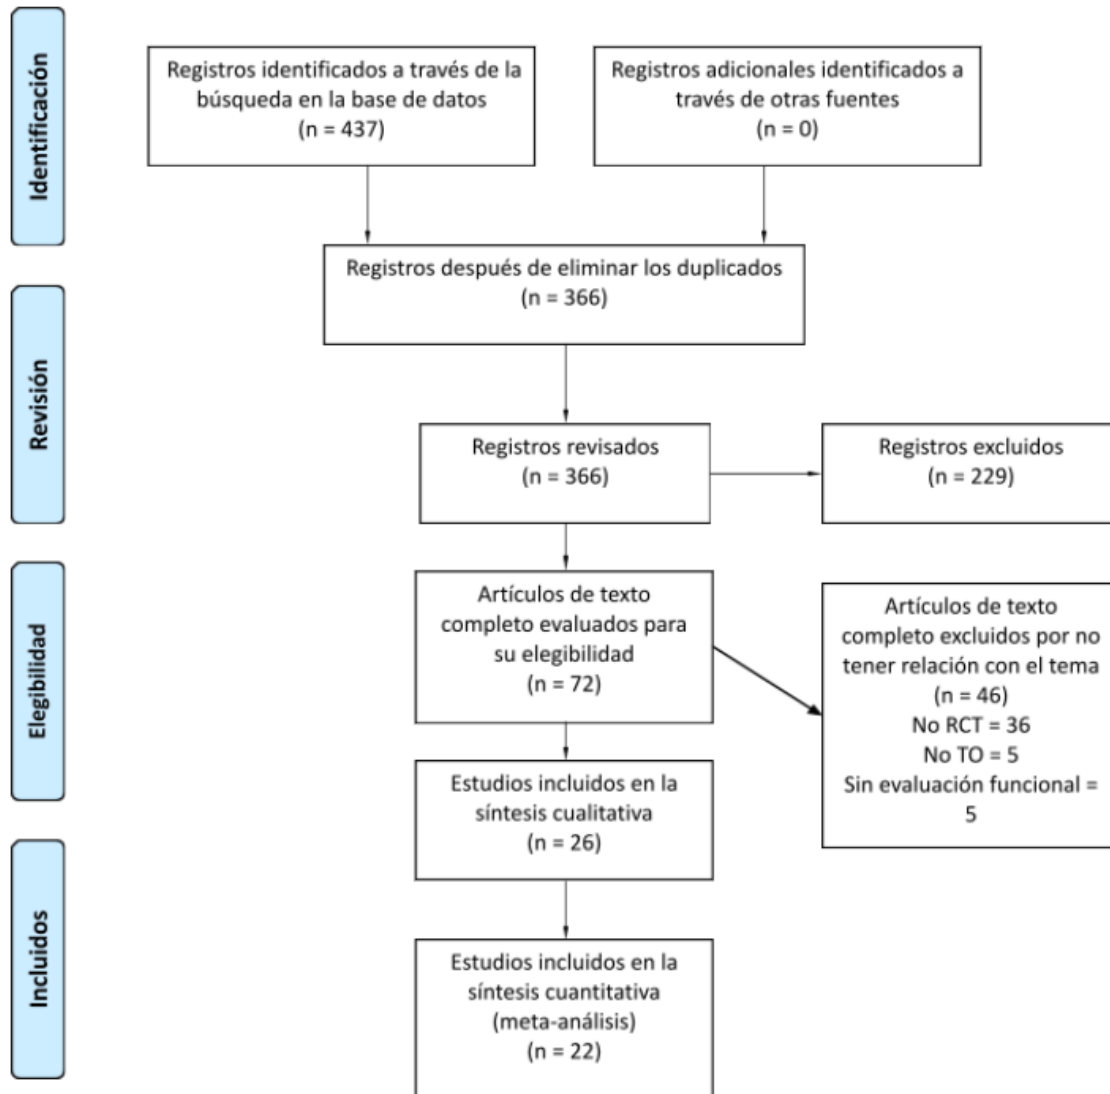 Identificación
Registros identificados a través de la
búsqueda en la base de datos
(n = 437)
Registros adicionales identificados a
través de otras fuentes
(n = 0)
Registros después de eliminar los duplicados
(n = 366)
Revisión
Registros revisados
(n = 366)
Registros excluidos
(n = 229)
Elegibilidad
Artículos de texto
completo evaluados para
su elegibilidad
(n = 72)
Artículos de texto
completo excluidos por no
tener relación con el tema
(n = 46)
No RCT = 36
No TO = 5
Sin evaluación funcional =
5
Estudios incluidos en la
síntesis cualitativa
(n = 26)
Incluidos
Estudios incluidos en la
síntesis cuantitativa
(meta-análisis)
(n = 22)